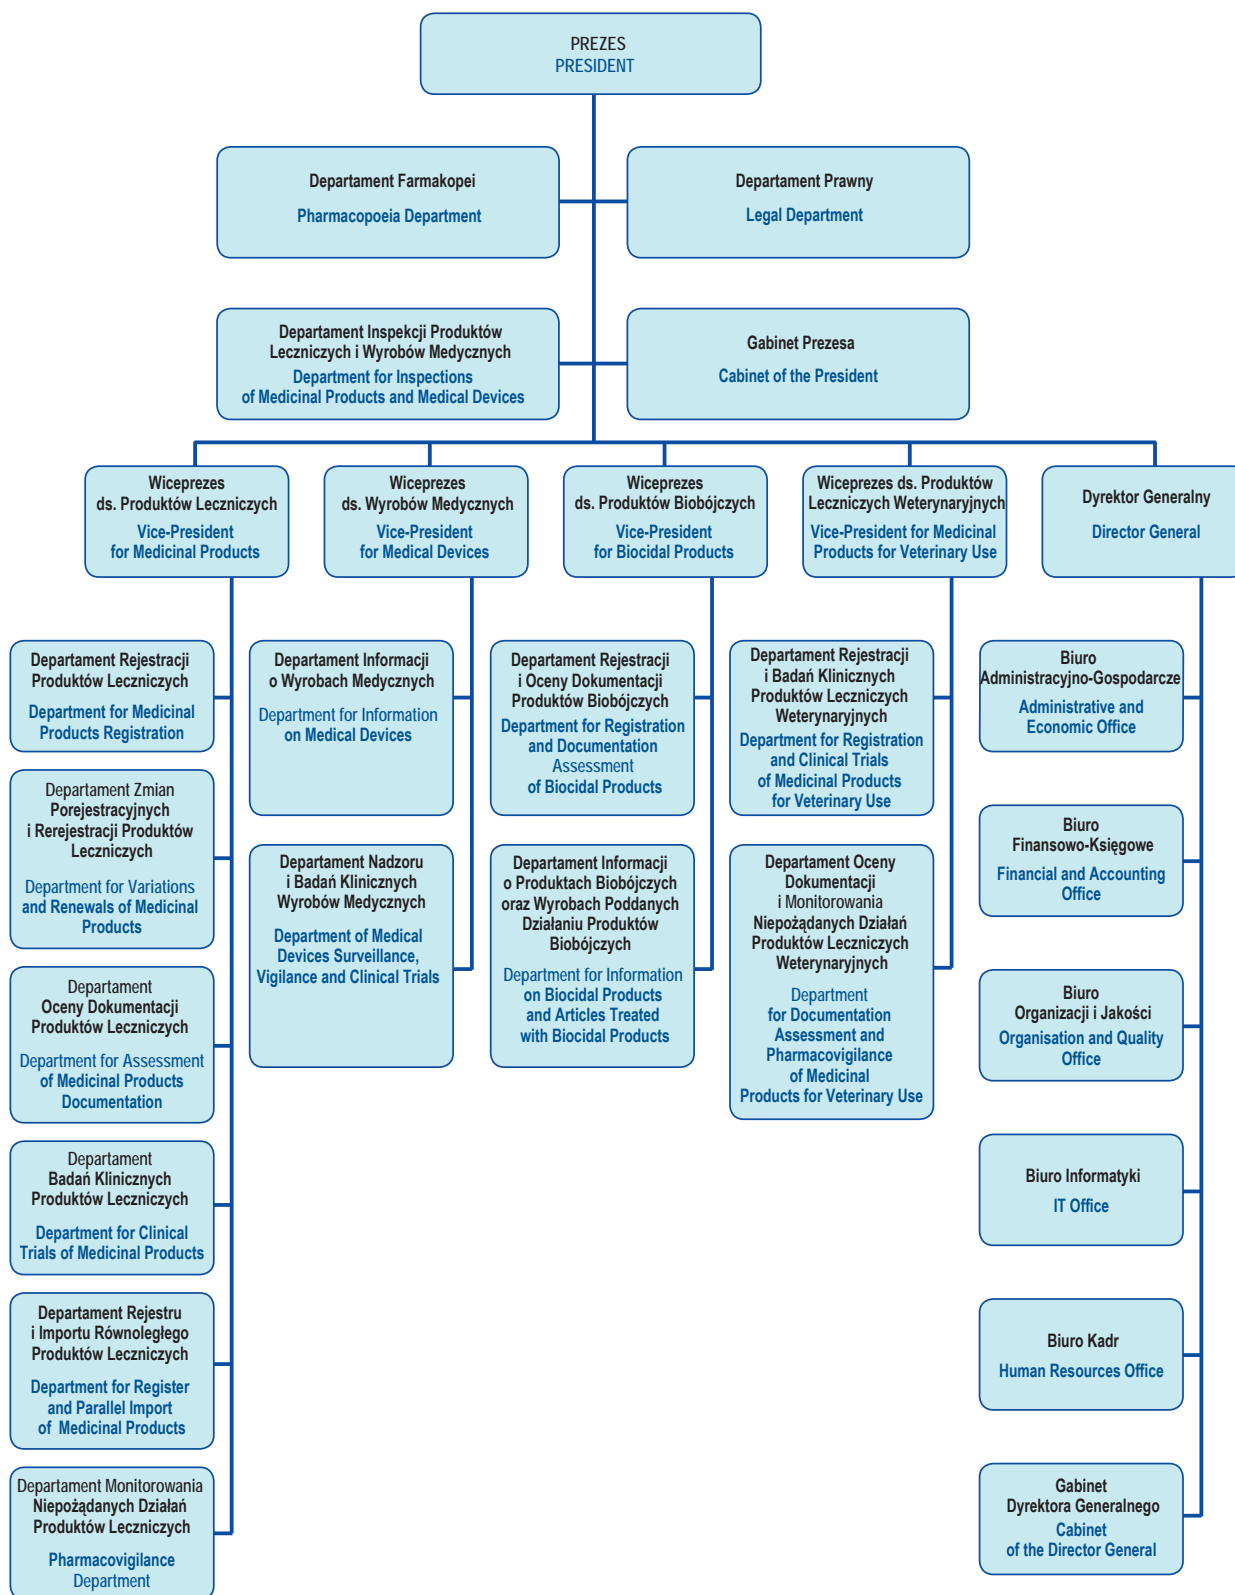 PREZES
PRESIDENT
Departament Farmakopei
Pharmacopoeia Department
Departament Prawny
Legal Department
Departament Inspekcji Produktów
Leczniczych i Wyrobów Medycznych
Department for Inspections
of Medicinal Products and Medical Devices
Gabinet Prezesa
Cabinet of the President
Wiceprezes
ds. Produktów Leczniczych
Vice-President
for Medicinal Products
Wiceprezes
ds. Wyrobów Medycznych
Vice-President
for Medical Devices
Wiceprezes
ds. Produktów Biobójczych
Vice-President
for Biocidal Products
Wiceprezes ds. Produktów
Leczniczych Weterynaryjnych
Vice-President for Medicinal
Products for Veterinary Use
Dyrektor Generalny
Director General
Departament Rejestracji
Produktów Leczniczych
Department for Medicinal
Products Registration
Departament Zmian
Porejestracyjnych
i Rerejestracji Produktów
Leczniczych
Department for Variations
and Renewals of Medicinal
Products
Departament
Oceny Dokumentacji
Produktów Leczniczych
Department for Assessment
of Medicinal Products
Documentation
Departament
Badań Klinicznych
Produktów Leczniczych
Department for Clinical
Trials of Medicinal Products
Departament Rejestru
i Importu Równoległego
Produktów Leczniczych
Department for Register
and Parallel Import
of Medicinal Products
Departament Monitorowania
Niepożądanych Działań
Produktów Leczniczych
Pharmacovigilance
Department
Departament Informacji
o Wyrobach Medycznych
Department for Information
on Medical Devices
Departament Nadzoru
i Badań Klinicznych
Wyrobów Medycznych
Department of Medical
Devices Surveillance,
Vigilance and Clinical Trials
Departament Rejestracji
i Oceny Dokumentacji
Produktów Biobójczych
Department for Registration
and Documentation
Assessment
of Biocidal Products
Departament Informacji
o Produktach Biobójczych
oraz Wyrobach Poddanych
Działaniu Produktów
Biobójczych
Department for Information
on Biocidal Products
and Articles Treated
with Biocidal Products
Departament Rejestracji
i Badań Klinicznych
Produktów Leczniczych
Weterynaryjnych
Department for Registration
and Clinical Trials
of Medicinal Products
for Veterinary Use
Departament Oceny
Dokumentacji
i Monitorowania
Niepożądanych Działań
Produktów Leczniczych
Weterynaryjnych
Department
for Documentation
Assessment and
Pharmacovigilance
of Medicinal
Products for Veterinary Use
Biuro
Administracyjno-Gospodarcze
Administrative and
Economic Office
Biuro
Finansowo-Księgowe
Financial and Accounting
Office
Biuro
Organizacji i Jakości
Organisation and Quality
Office
Biuro Informatyki
IT Office
Biuro Kadr
Human Resources Office
Gabinet
Dyrektora Generalnego
Cabinet
of the Director General